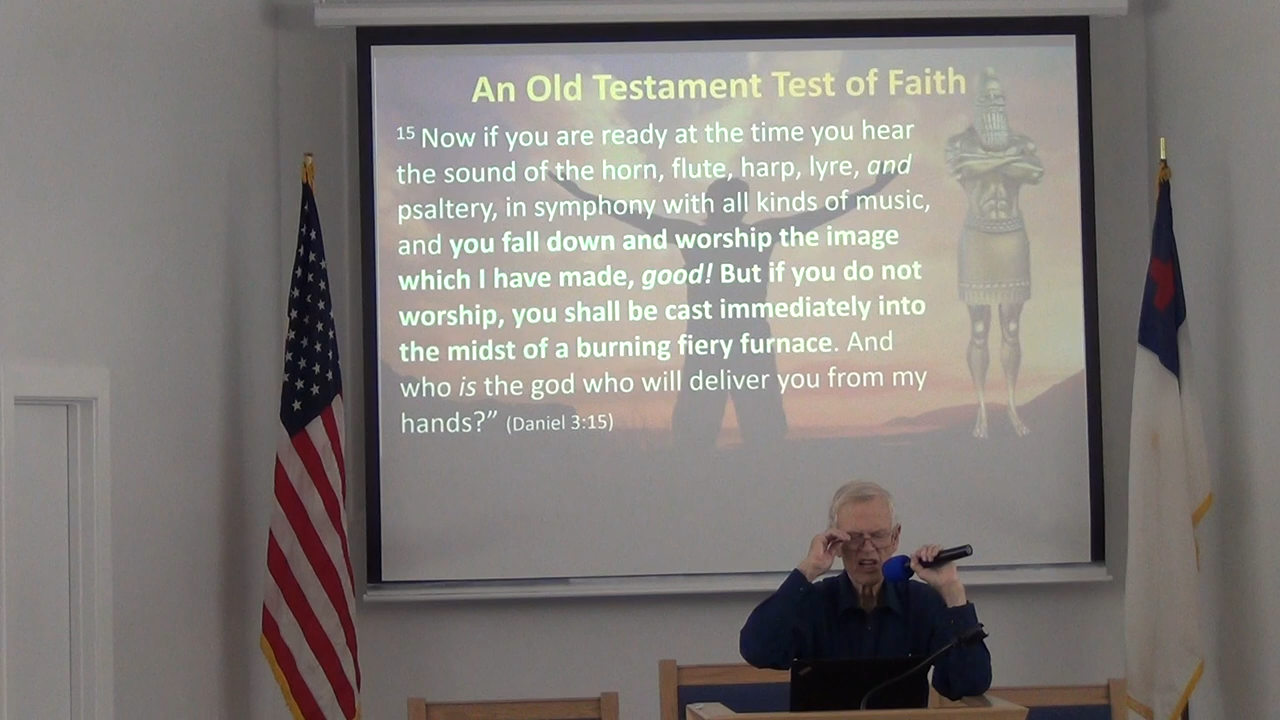 An Old Testament Test of Faith
15 Now if you are ready at the time you hear
the sound of the horn, flute, harp, lyre, and
psaltery, in symphony with all kinds of music,
and you fall down and worship the image
which I have made, good! But if you do not
worship, you shall be cast immediately into
the midst of a burning fiery furnace. And
who is the god who will deliver you from my
hands?” (Daniel 3:15)